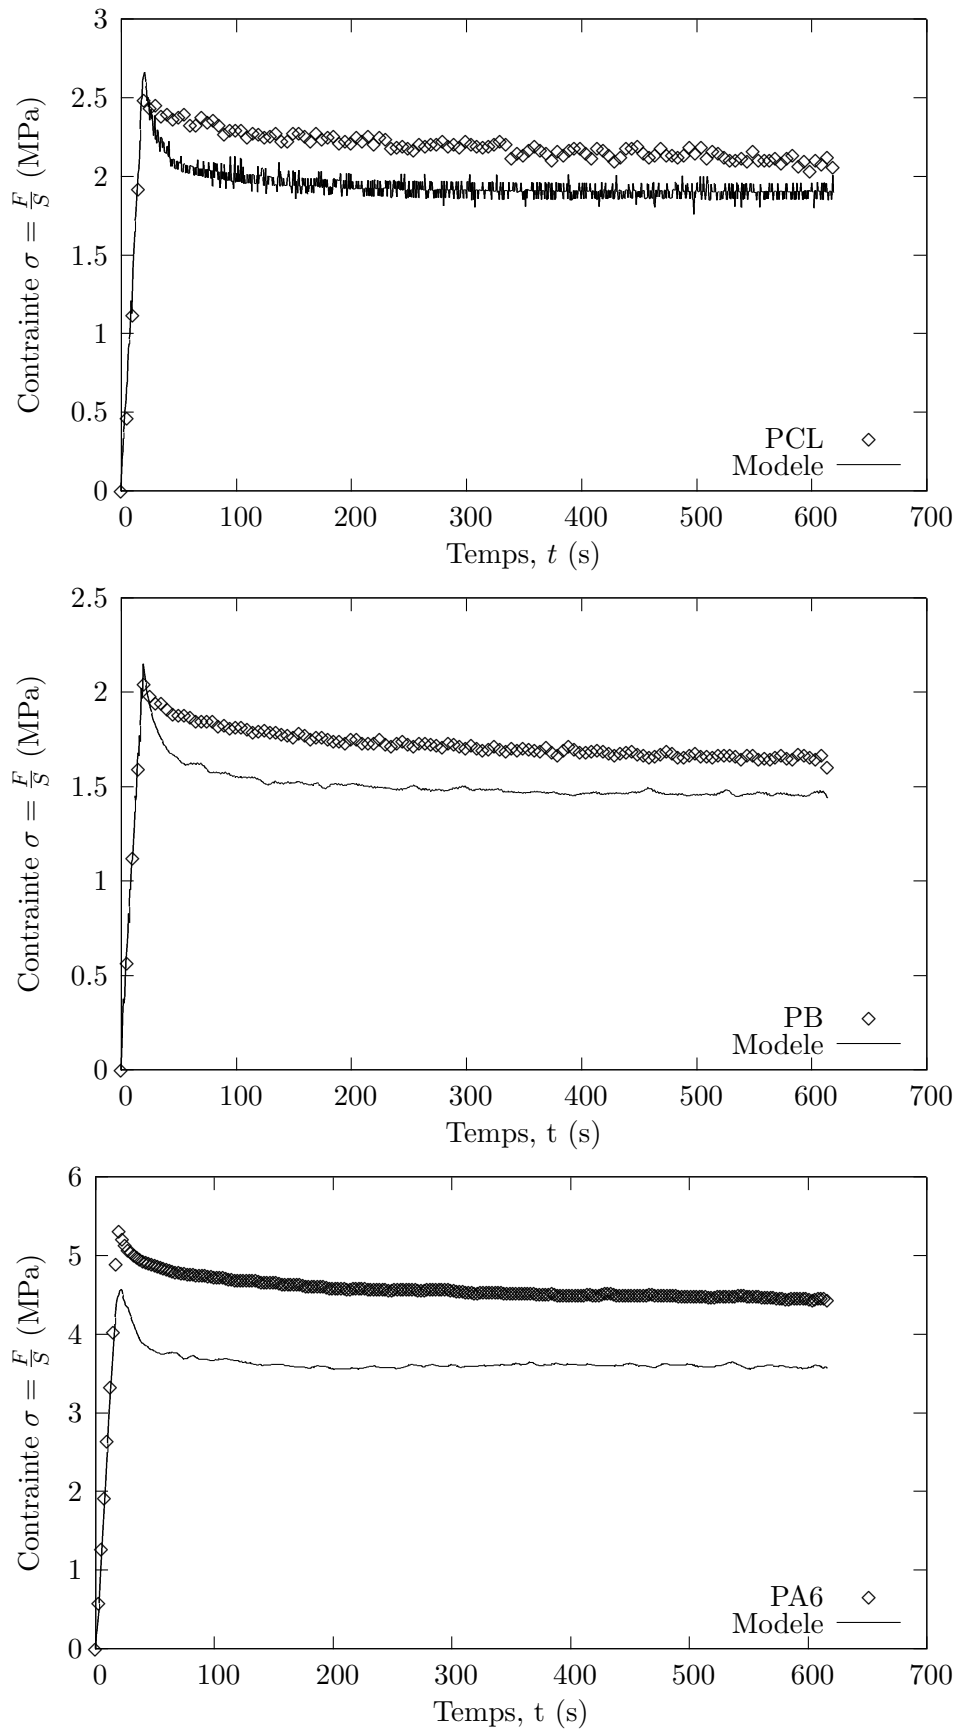 3
2.5
2
1.5
1
0.5
0
Contrainte σ = F/S (MPa)
PCL
Modele
0 100 200 300 400 500 600 700
Temps, t (s)
2.5
2
1.5
1
0.5
0
Contrainte σ = F/S (MPa)
PB
Modele
0 100 200 300 400 500 600 700
Temps, t (s)
6
5
4
3
2
1
0
Contrainte σ = F/S (MPa)
PA6
Modele
0 100 200 300 400 500 600 700
Temps, t (s)